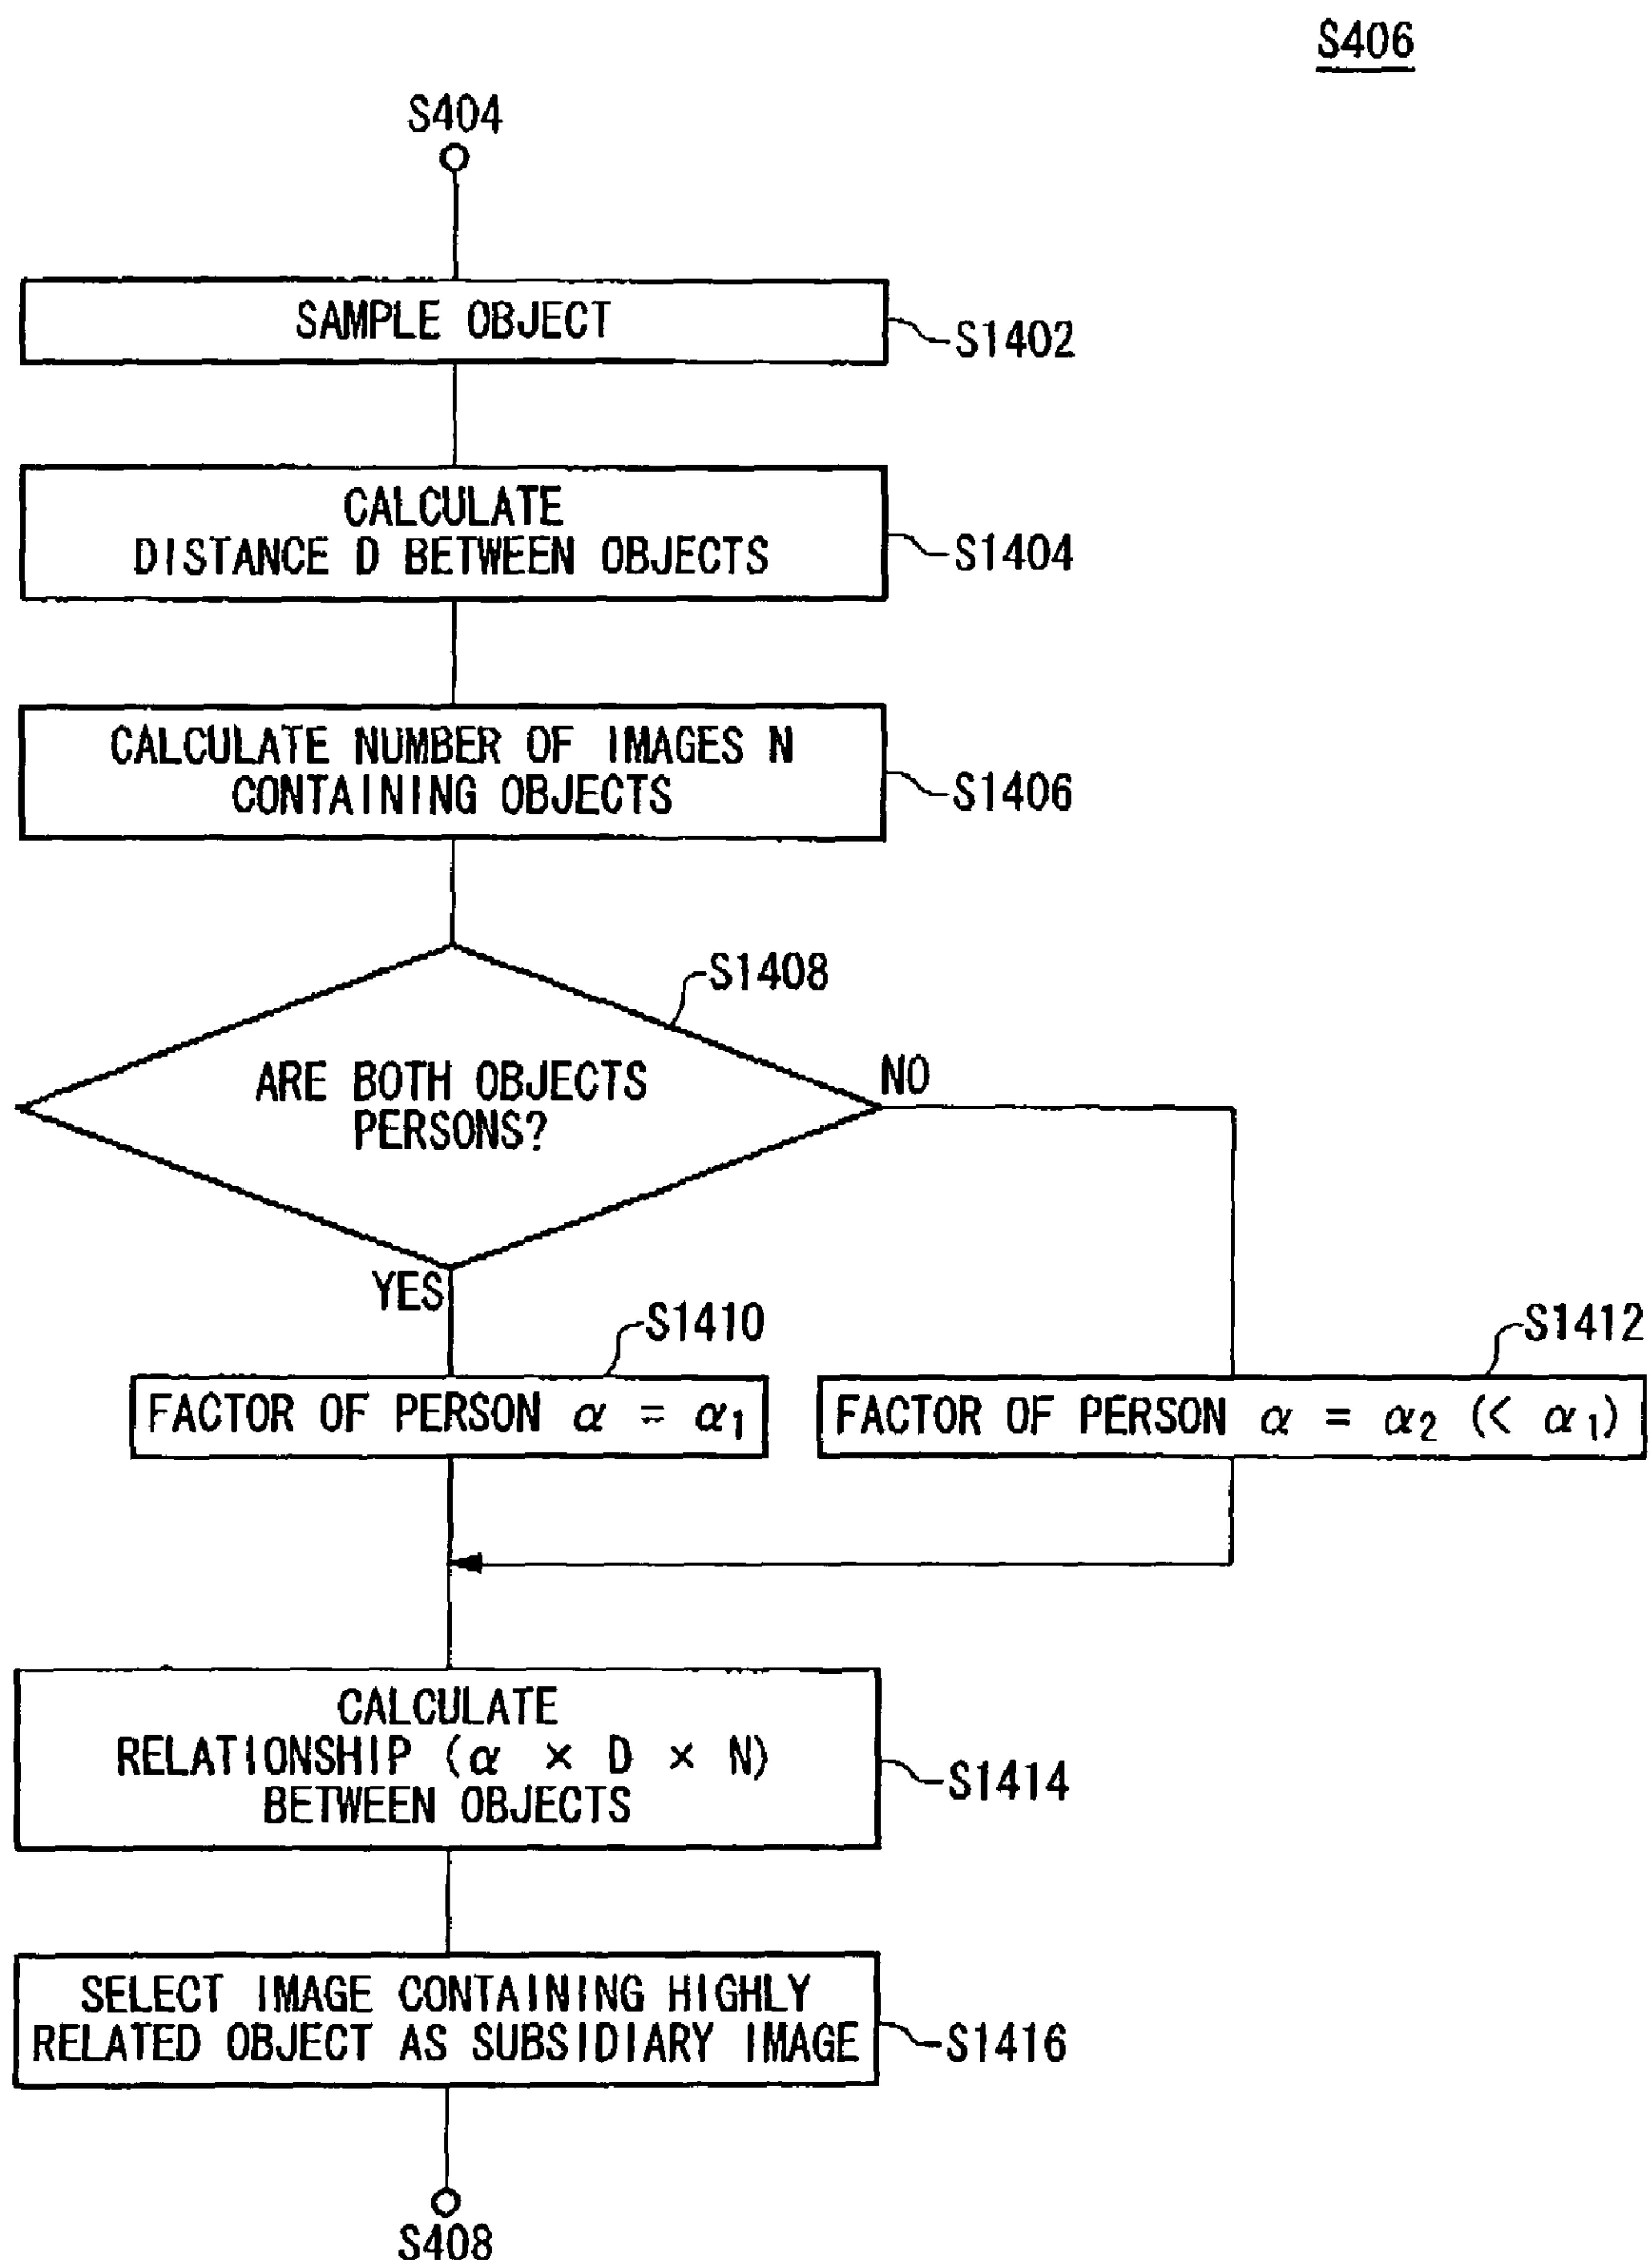 S406
S404
SAMPLE OBJECT
S1402
CALCULATE
DISTANCE D BETWEEN OBJECTS
S1404
CALCULATE NUMBER OF IMAGES N
CONTAINING OBJECTS
S1406
S1408
ARE BOTH OBJECTS
PERSONS?
NO
YES
S1410
FACTOR OF PERSON α = α1
S1412
FACTOR OF PERSON α = α2 (< α1)
CALCULATE
RELATIONSHIP (α × D × N)
BETWEEN OBJECTS
S1414
SELECT IMAGE CONTAINING HIGHLY
RELATED OBJECT AS SUBSIDIARY IMAGE
S1416
S408